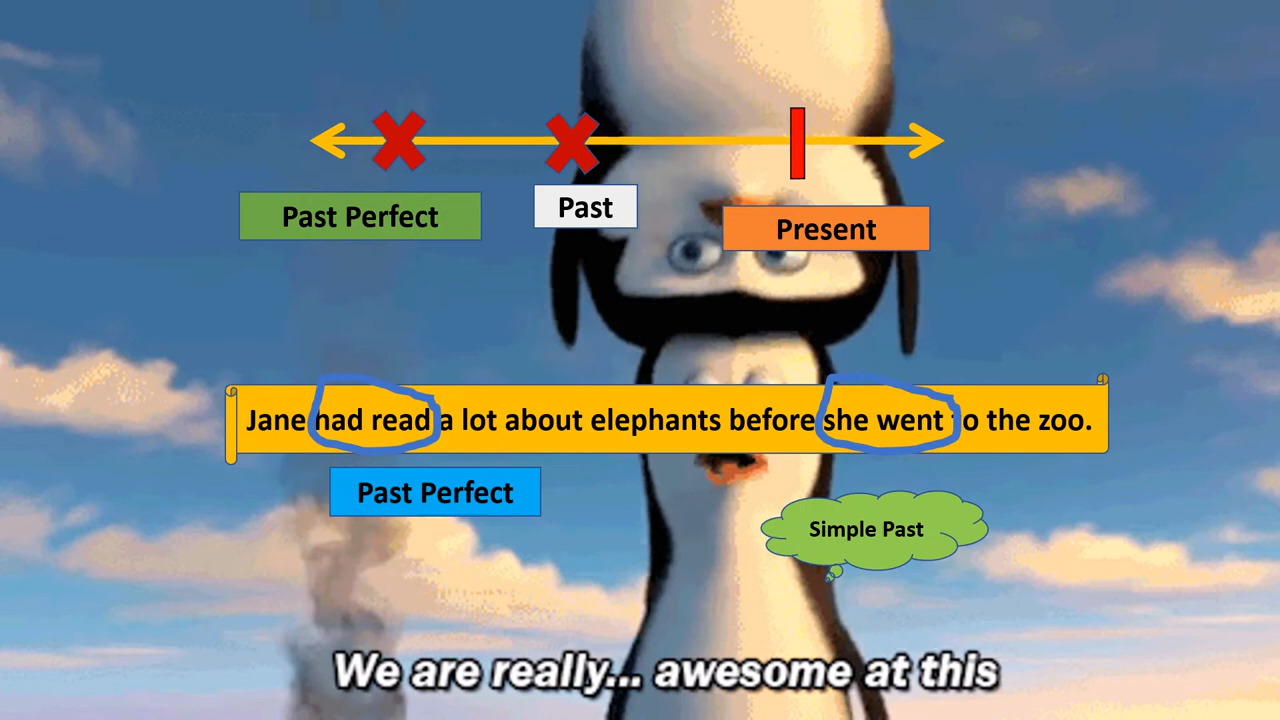 Past Perfect
Past
Present
Jane had read a lot about elephants before she went to the zoo.
Past Perfect
Simple Past
We are really... awesome at this